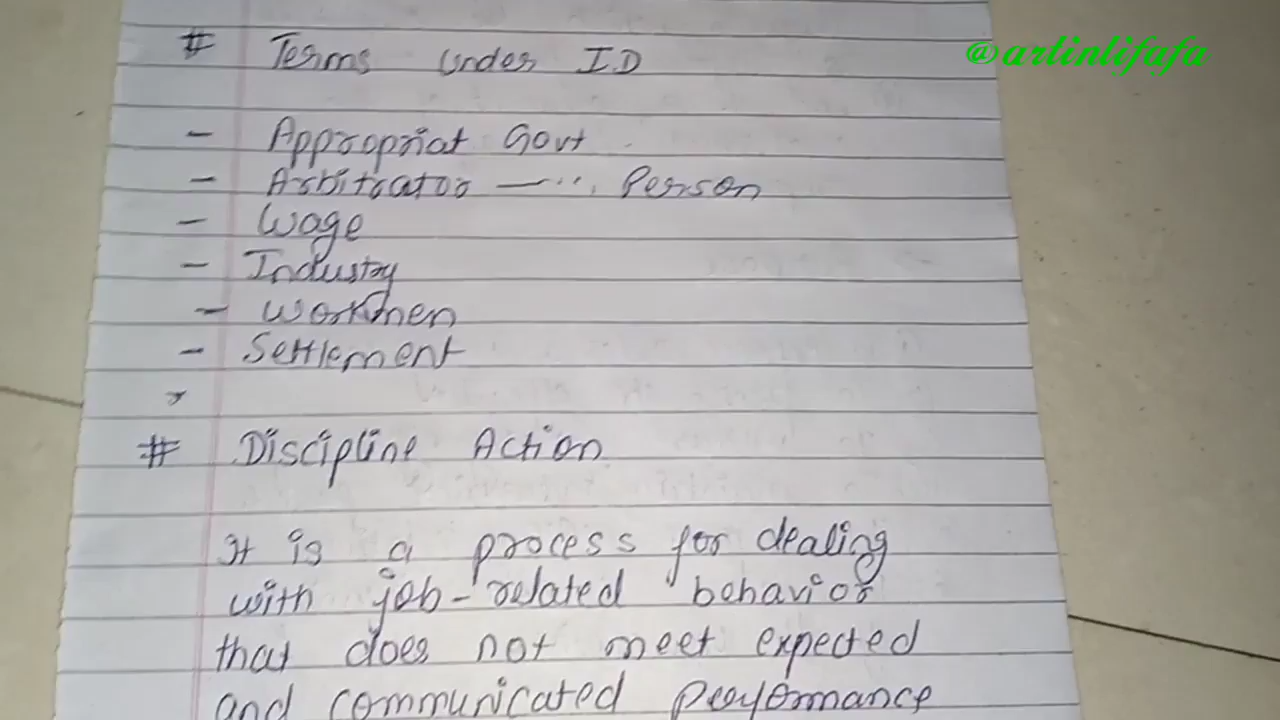 # Terms under I.D
@artinlifafa
- Appropriat Govt
- Arbitrator —... Person
- Wage
- Industry
- Workmen
- Settlement
# Discipline Action
It is a process for dealing
with job-related behavior
that does not meet expected
and communicated performance